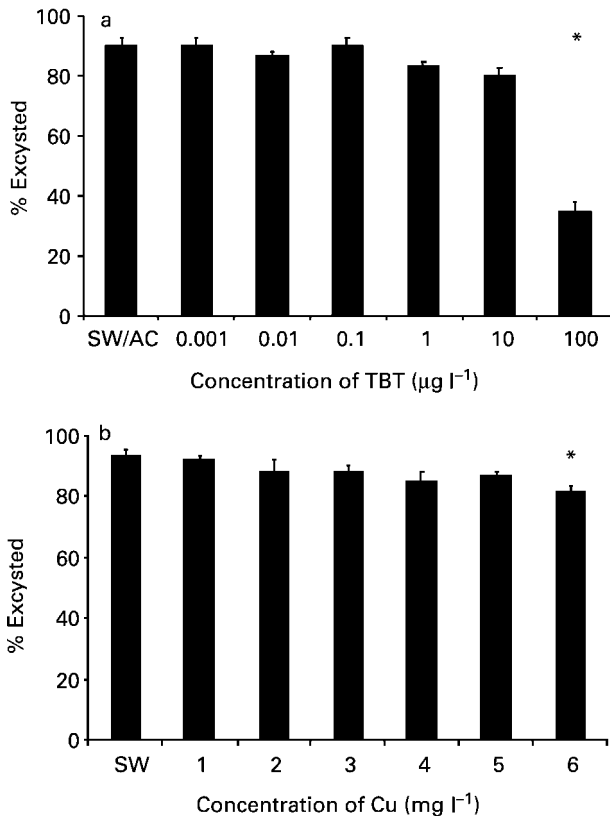 a
*
100
80
60
40
20
0
% Excysted
SW/AC 0.001 0.01 0.1 1 10 100
Concentration of TBT (μg l⁻¹)
b
*
100
80
60
40
20
0
% Excysted
SW 1 2 3 4 5 6
Concentration of Cu (mg l⁻¹)